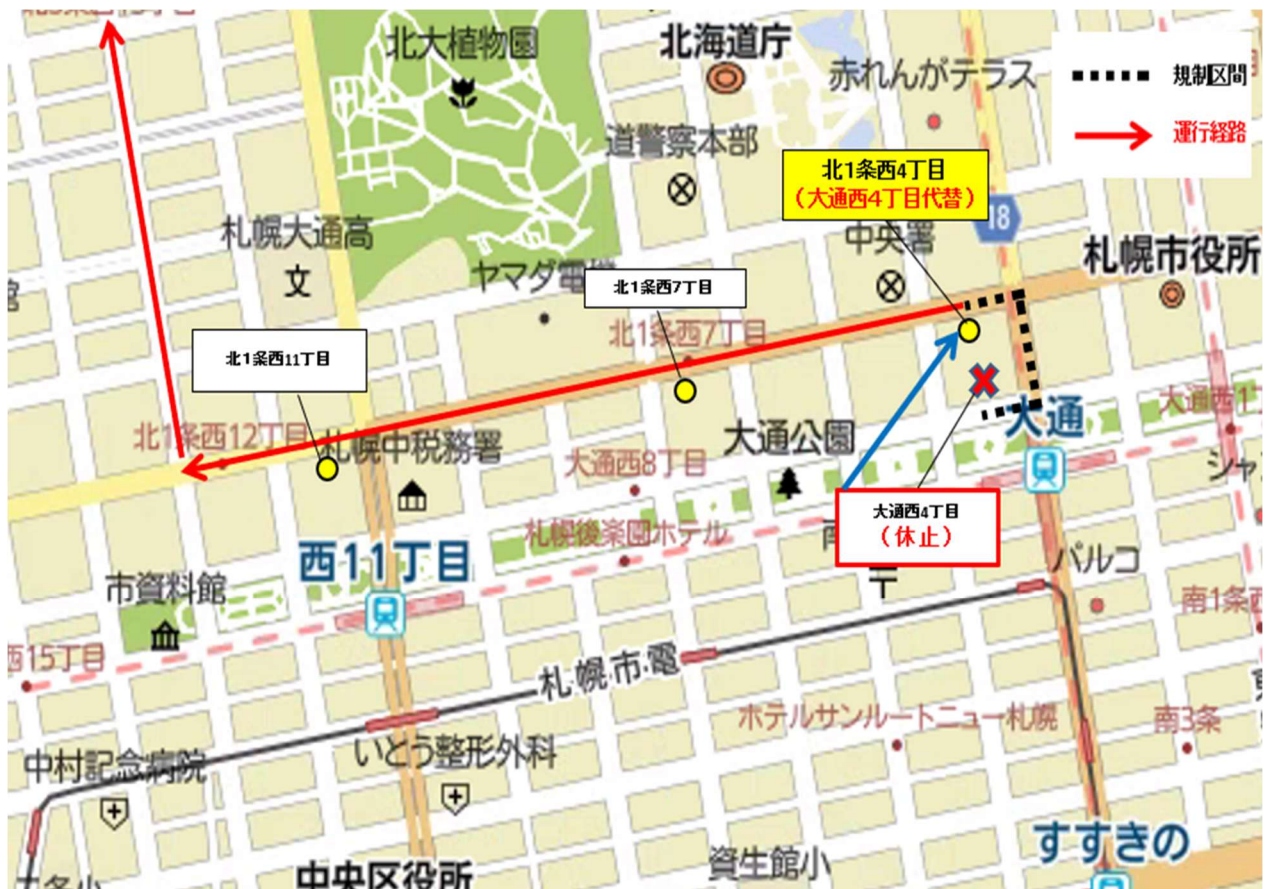 北大植物園
北海道庁
赤れんがテラス
規制区間
運行経路
道警察本部
北1条西4丁目
(大通西4丁目代替)
18
札幌大通高
文
中央署
札幌市役所
ヤマダ電機
北1条西7丁目
北1条西7丁目
北1条西11丁目
大通
大通西1丁
北1条西12丁目
札幌中税務署
大通西8丁目
大通公園
大通西4丁目
(休止)
札幌後楽園ホテル
西11丁目
パルコ
市資料館
南1条西
西15丁目
札幌市電
ホテルサンルートニュー札幌
南3条
中村記念病院
いとう整形外科
すすきの
資生館小
中央区役所